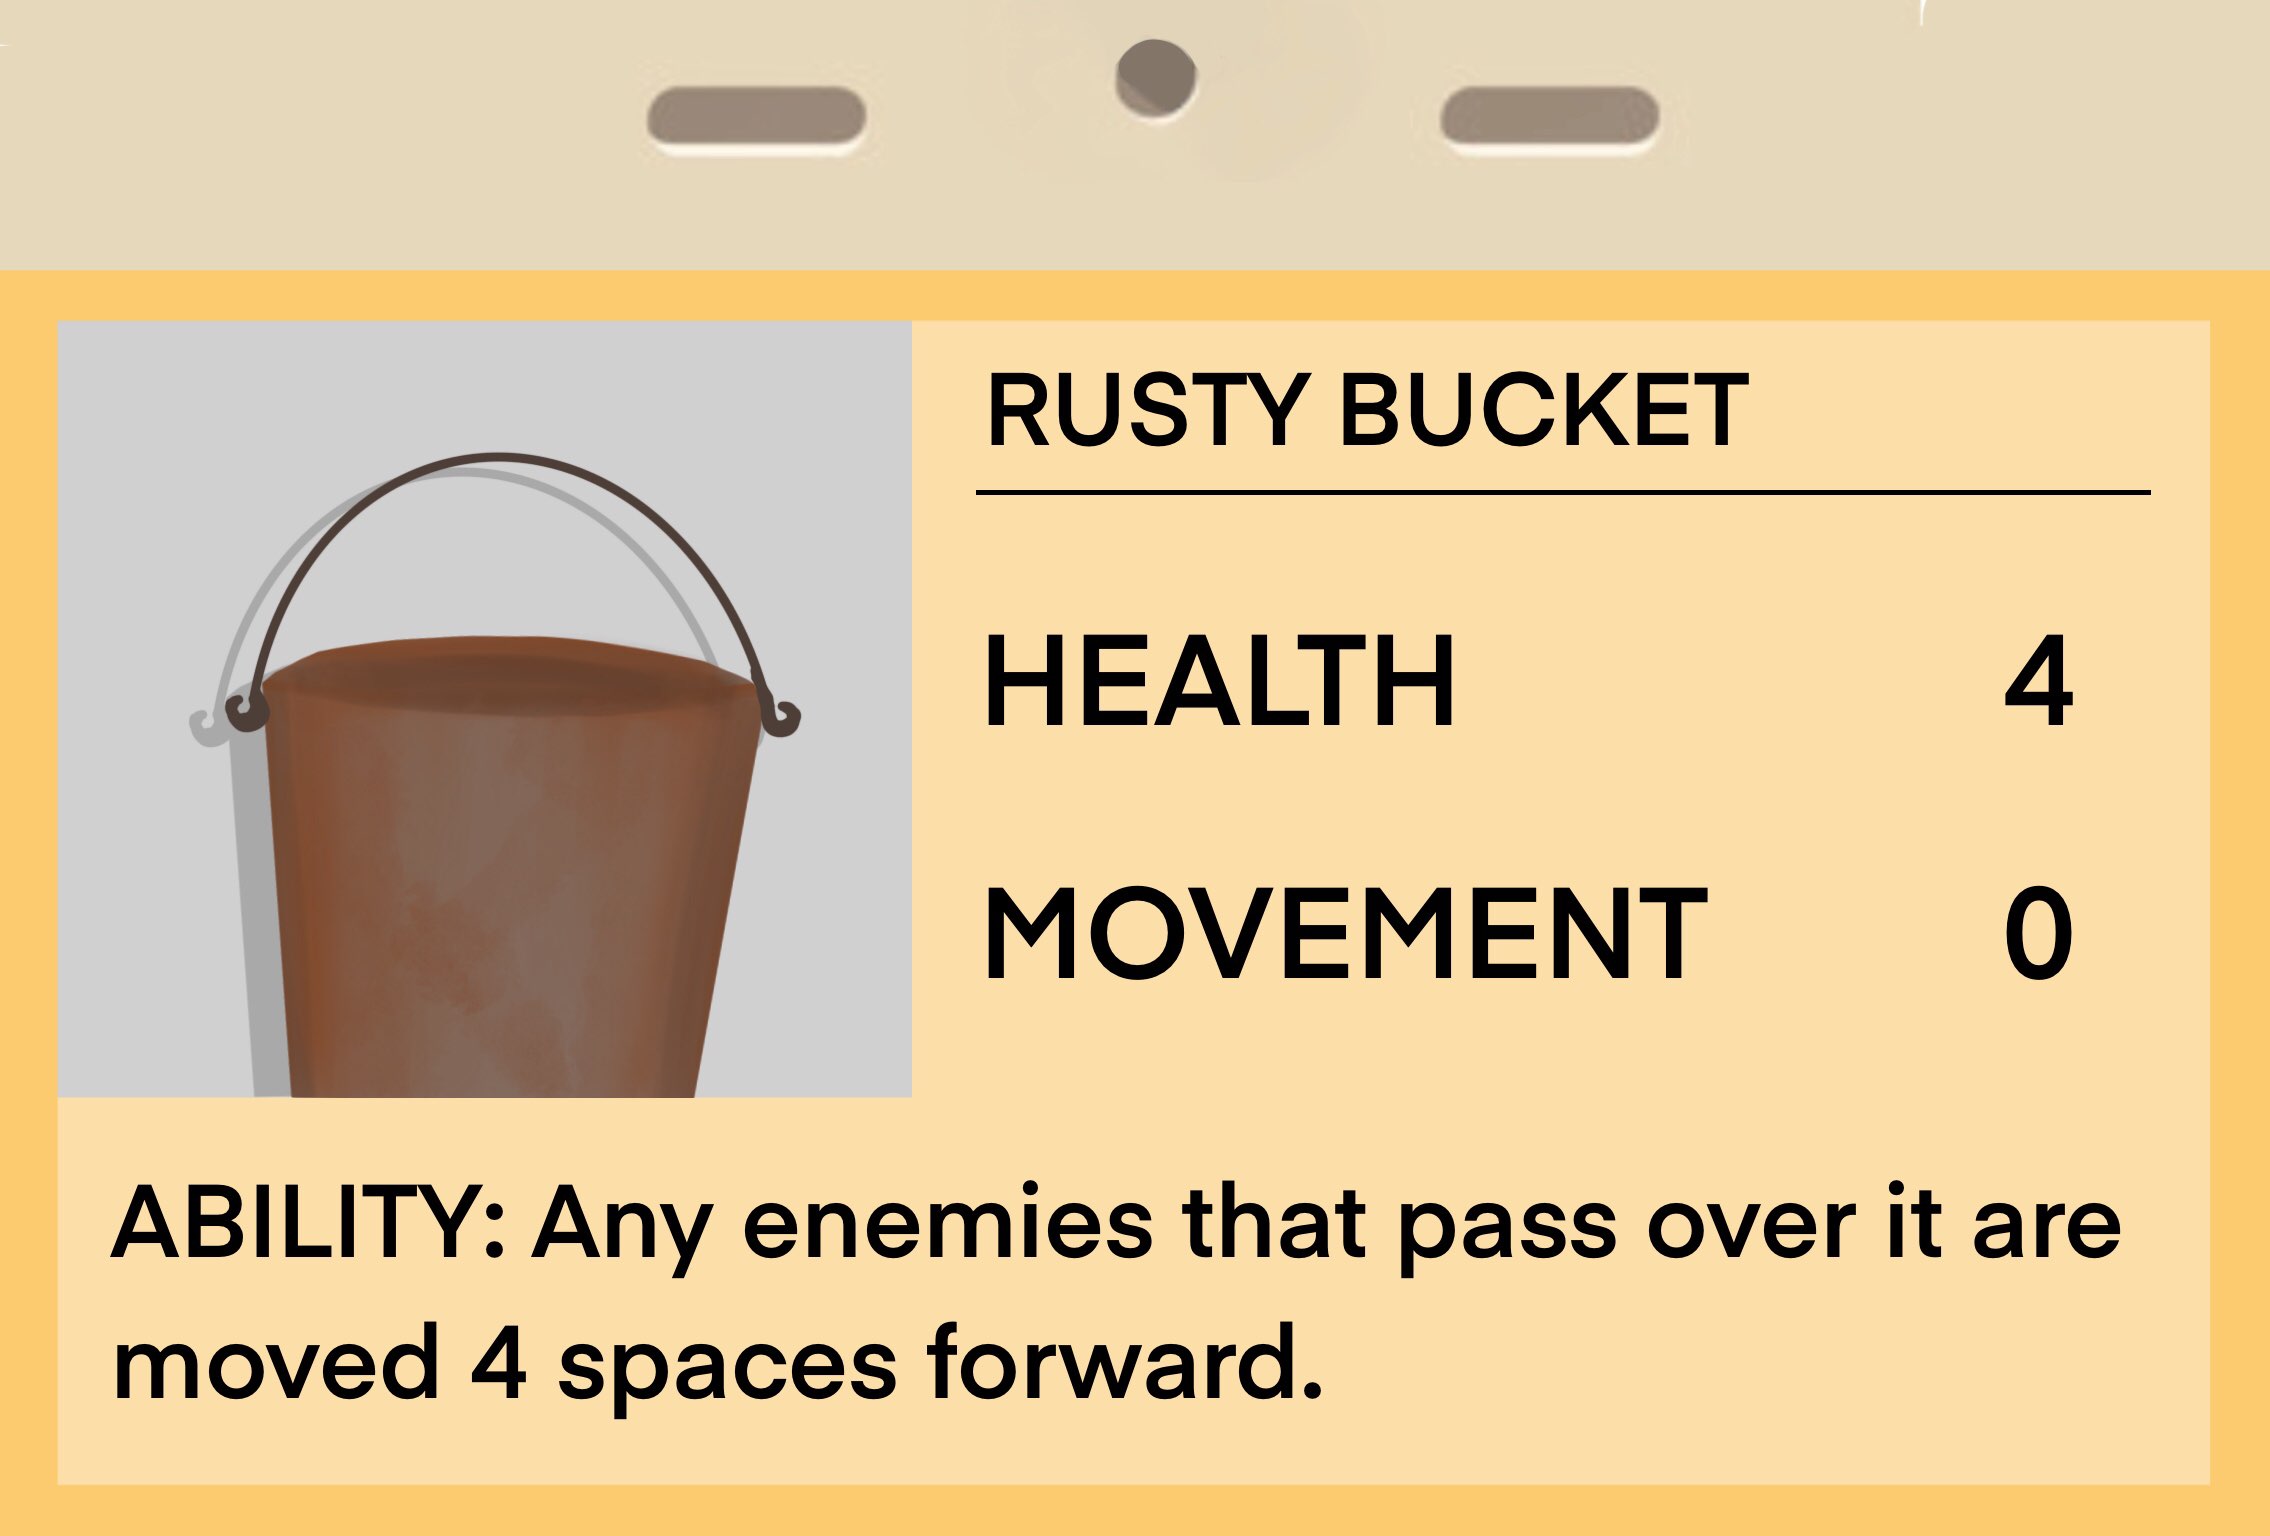 RUSTY BUCKET
HEALTH 4
MOVEMENT 0
ABILITY: Any enemies that pass over it are
moved 4 spaces forward.